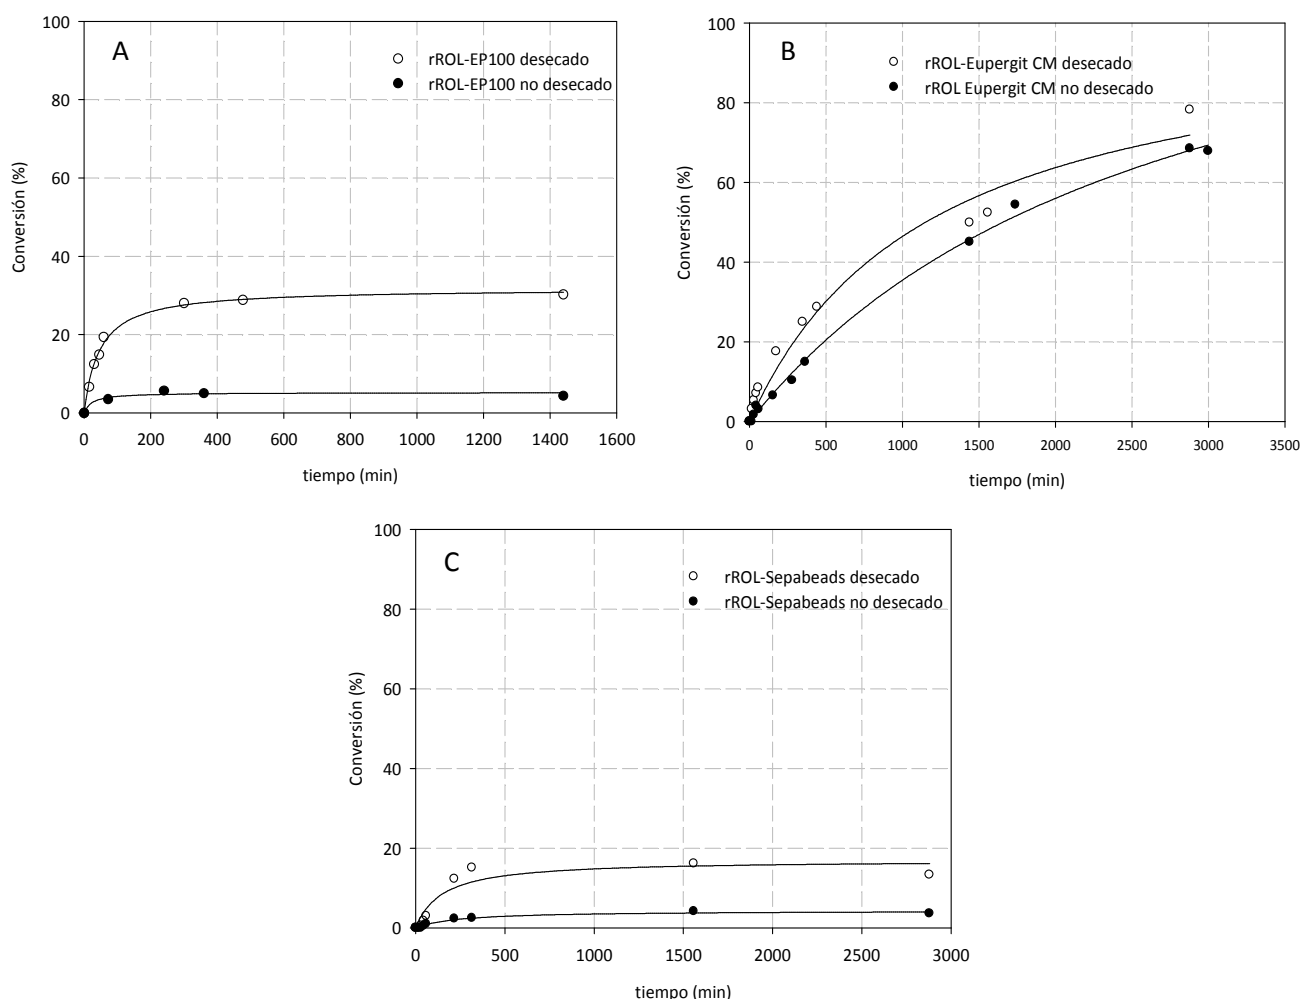 A
rROL-EP100 desecado
rROL-EP100 no desecado
Conversión (%)
100
80
60
40
20
0
0 200 400 600 800 1000 1200 1400 1600
tiempo (min)
B
rROL-Eupergit CM desecado
rROL Eupergit CM no desecado
Conversión (%)
100
80
60
40
20
0
0 500 1000 1500 2000 2500 3000 3500
tiempo (min)
C
rROL-Sepabeads desecado
rROL-Sepabeads no desecado
Conversión (%)
100
80
60
40
20
0
0 500 1000 1500 2000 2500 3000
tiempo (min)